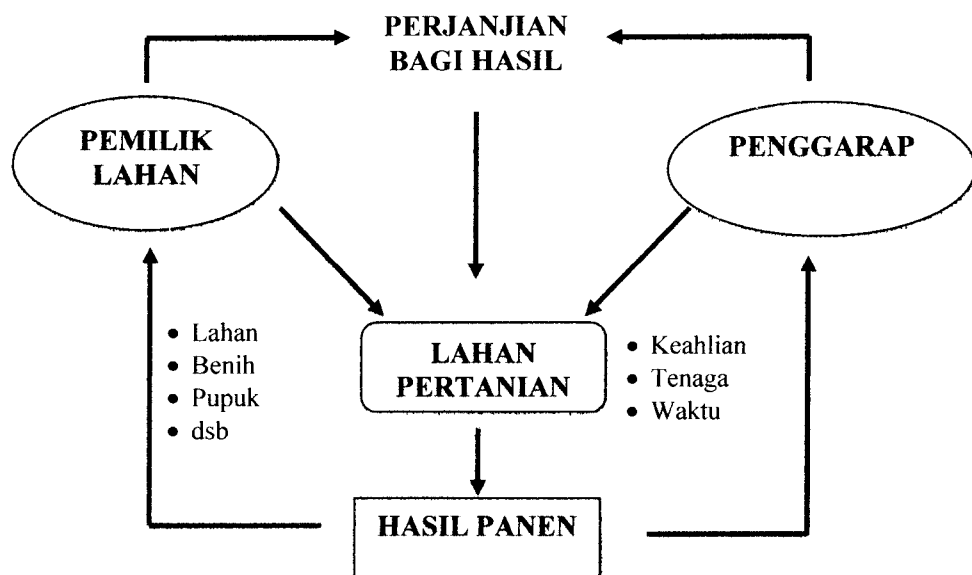 PERJANJIAN
BAGI HASIL
PEMILIK
LAHAN
PENGGARAP
• Lahan
• Benih
• Pupuk
• dsb
LAHAN
PERTANIAN
• Keahlian
• Tenaga
• Waktu
HASIL PANEN